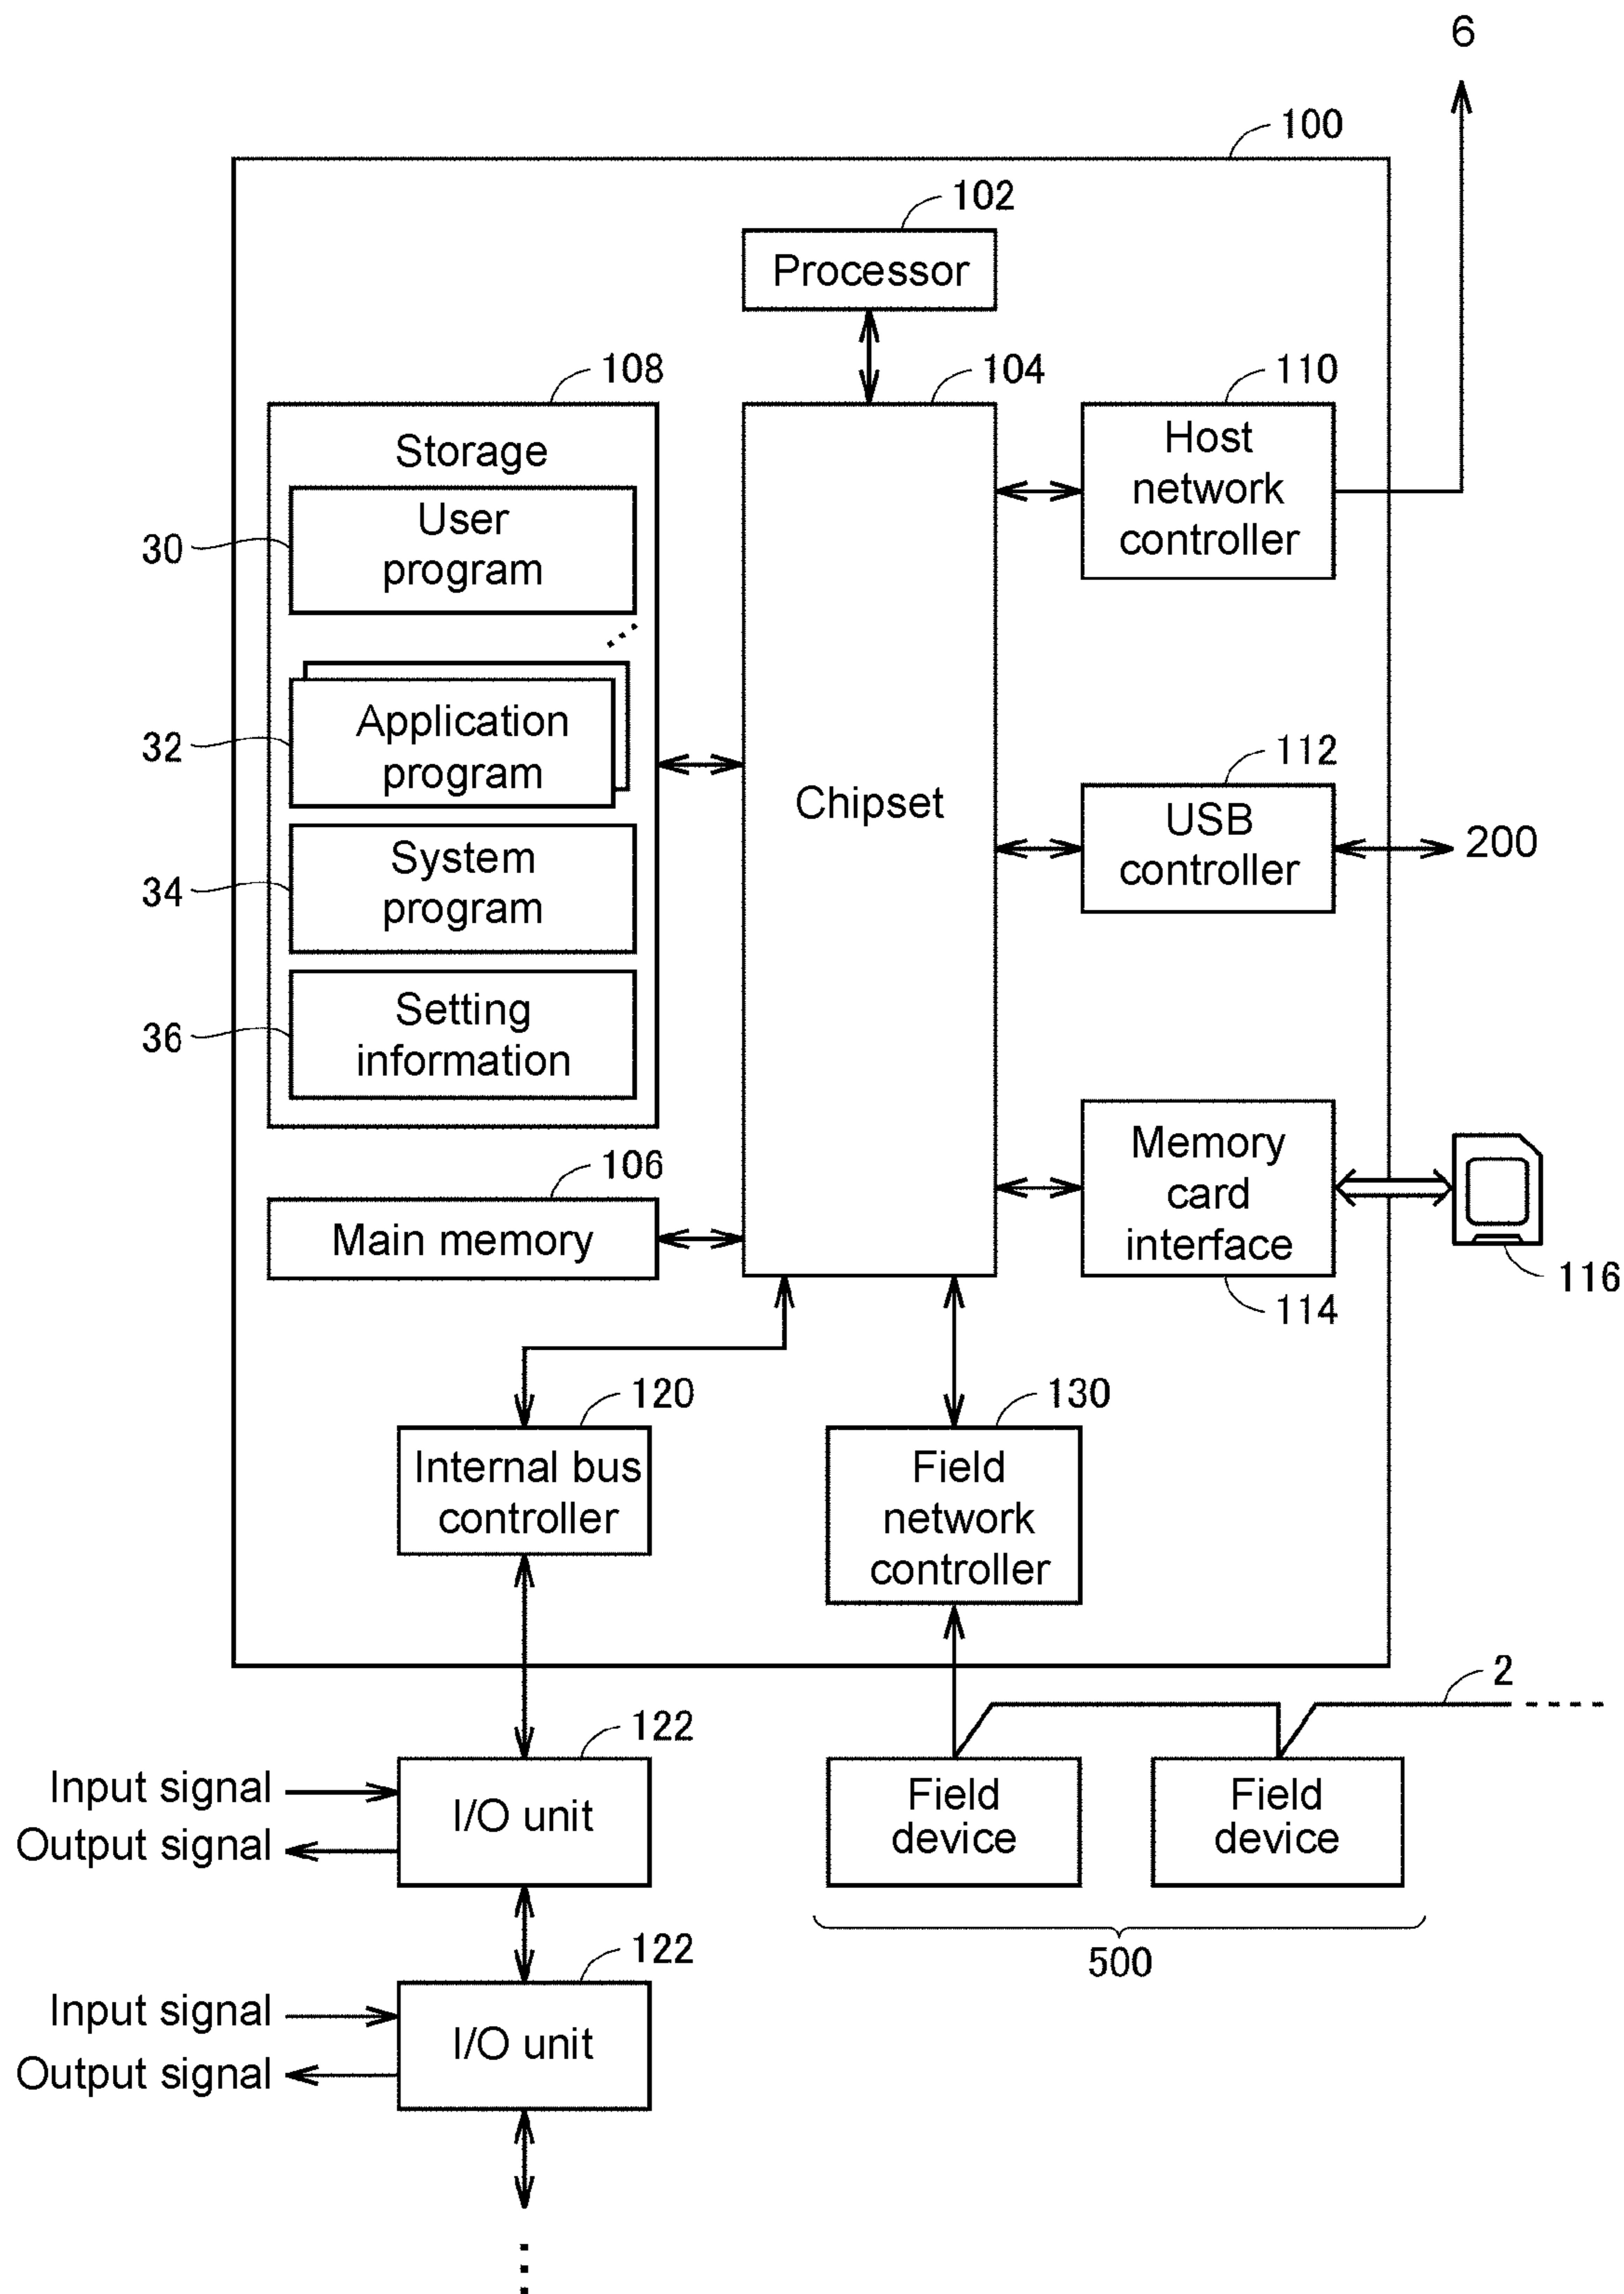 6
100
102
Processor
108
104
110
Storage
Host
network
controller
User
program
30
Application
program
32
Chipset
112
USB
controller
200
System
program
34
Setting
information
36
Memory
card
interface
106
Main memory
116
114
120
130
Internal bus
controller
Field
network
controller
2
122
Input signal
Output signal
I/O unit
Field
device
Field
device
122
500
Input signal
Output signal
I/O unit